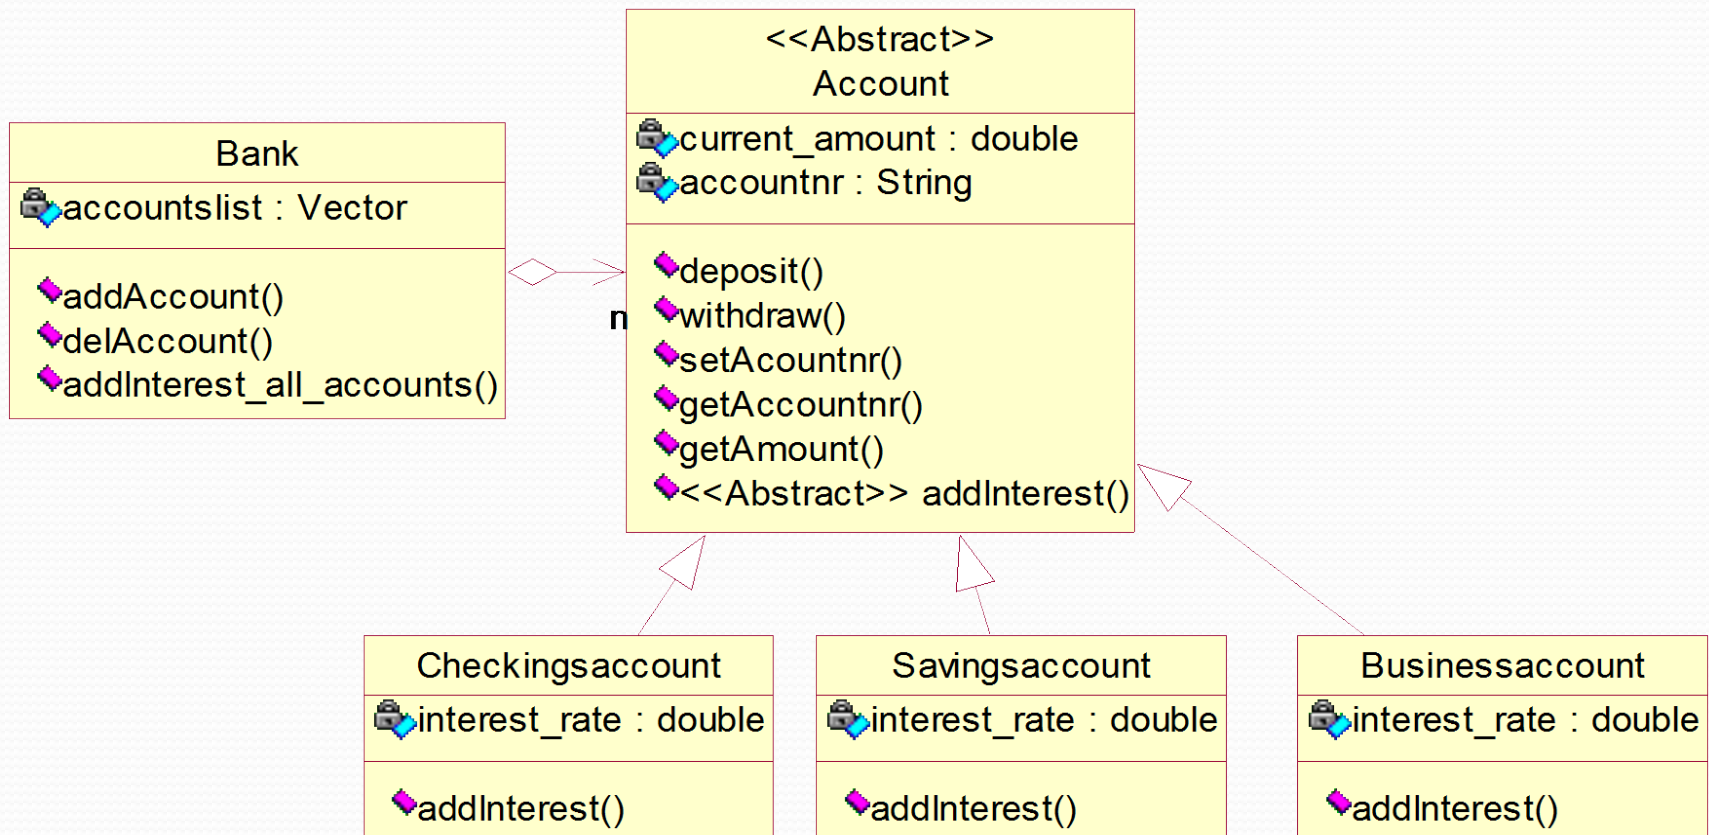 <<Abstract>>
Account
current_amount : double
accountnr : String
deposit()
withdraw()
setAcountnr()
getAccountnr()
getAmount()
<<Abstract>> addInterest()
Bank
accountslist : Vector
addAccount()
delAccount()
addInterest_all_accounts()
n
Checkingsaccount
interest_rate : double
addInterest()
Savingsaccount
interest_rate : double
addInterest()
Businessaccount
interest_rate : double
addInterest()